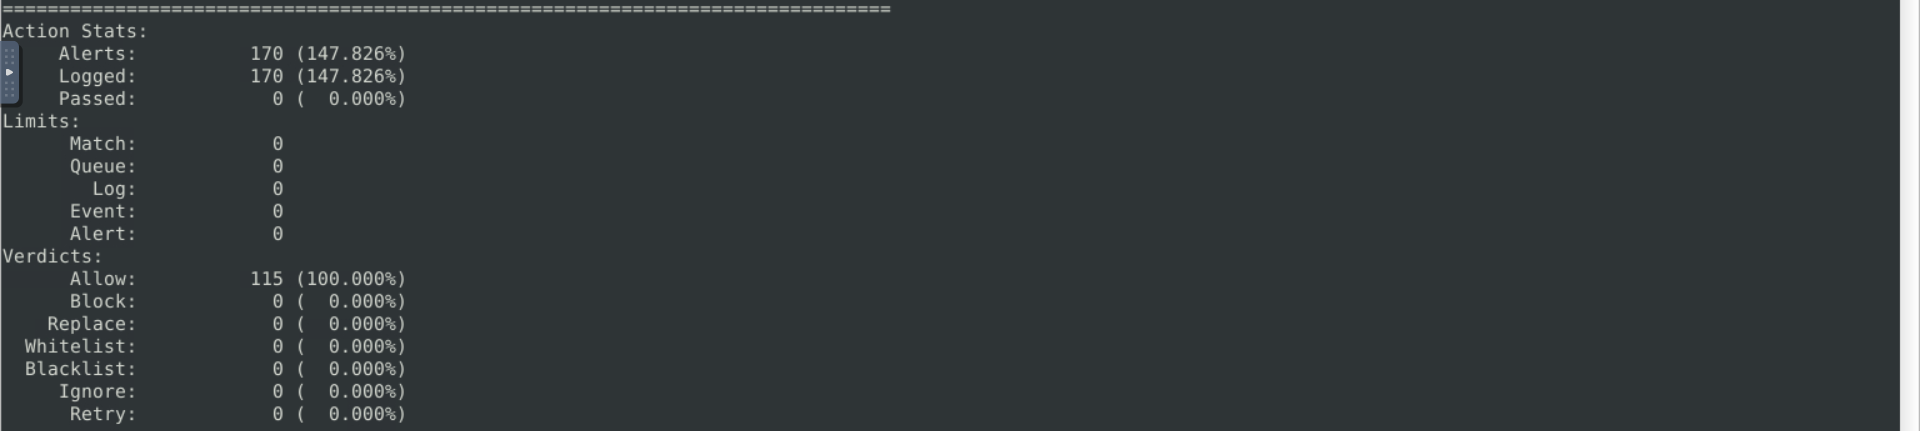 ===============================================================================
Action Stats:
     Alerts:          170 (147.826%)
     Logged:          170 (147.826%)
     Passed:            0 (  0.000%)
Limits:
      Match:            0
      Queue:            0
        Log:            0
      Event:            0
      Alert:            0
Verdicts:
      Allow:          115 (100.000%)
      Block:            0 (  0.000%)
    Replace:            0 (  0.000%)
  Whitelist:            0 (  0.000%)
  Blacklist:            0 (  0.000%)
     Ignore:            0 (  0.000%)
      Retry:            0 (  0.000%)